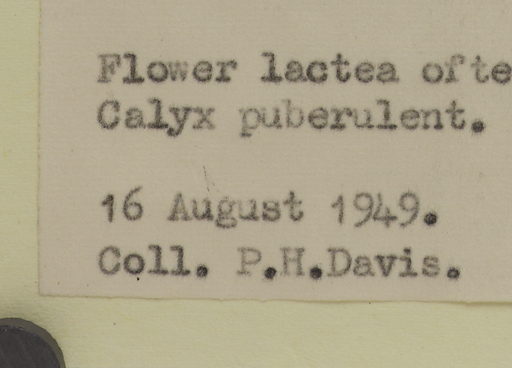 Flower lactea ofte
Calyx puberulent.
16 August 1949.
Coll. P.H.Davis.